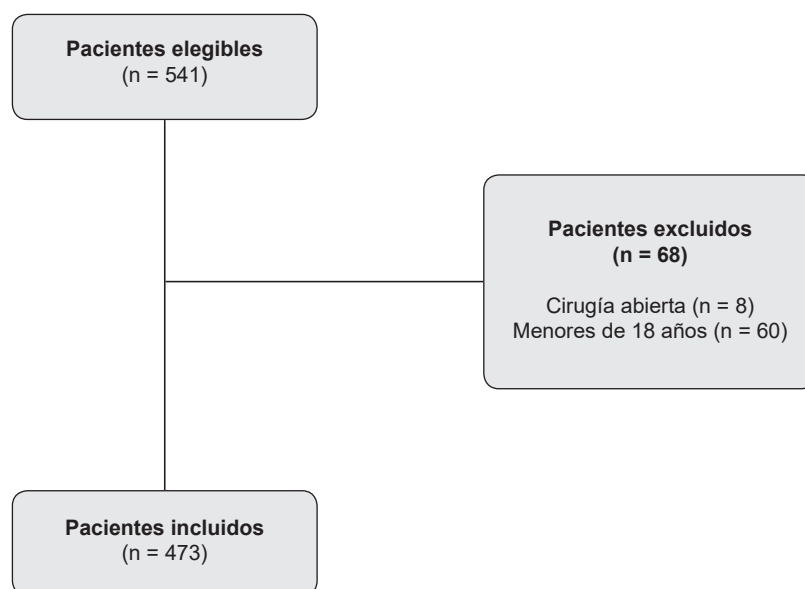 Pacientes elegibles
(n = 541)
Pacientes excluidos
(n = 68)
Cirugía abierta (n = 8)
Menores de 18 años (n = 60)
Pacientes incluidos
(n = 473)